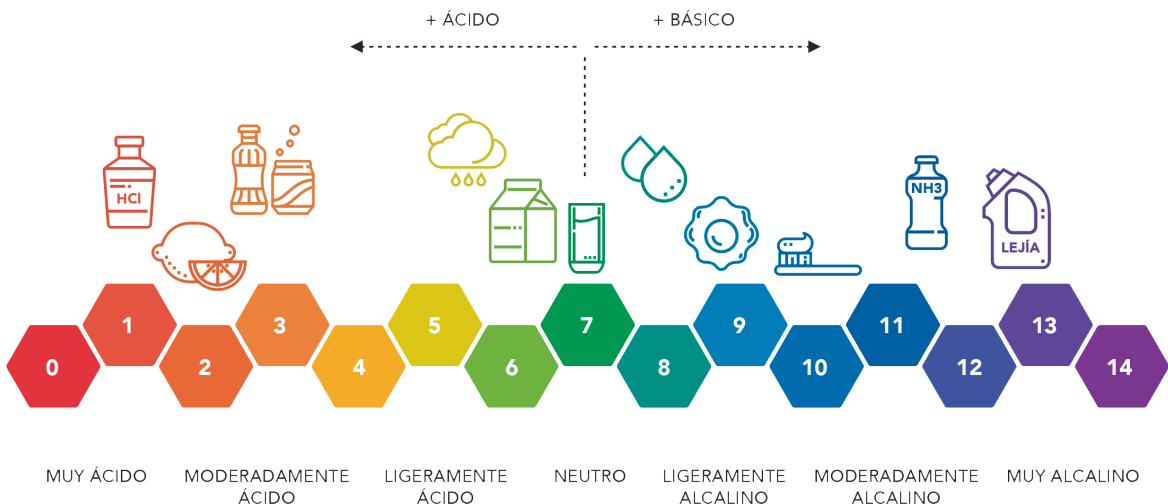 + ÁCIDO
+ BÁSICO
HCl
NH3
LEJÍA
0
1
2
3
4
5
6
7
8
9
10
11
12
13
14
MUY ÁCIDO
MODERADAMENTE
ÁCIDO
LIGERAMENTE
ÁCIDO
NEUTRO
LIGERAMENTE
ALCALINO
MODERADAMENTE
ALCALINO
MUY ALCALINO